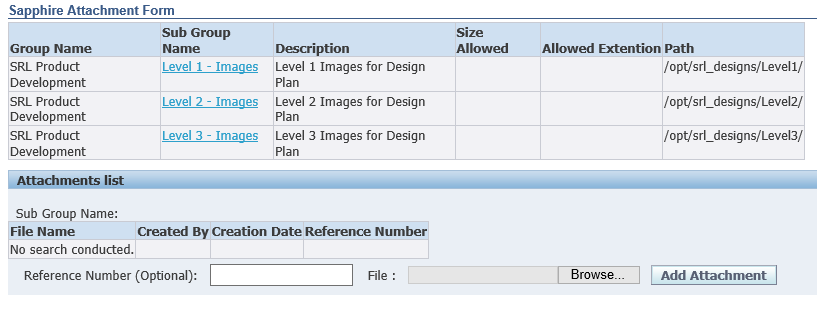 Sapphire Attachment Form
Group Name Sub Group Name Description Size Allowed Allowed Extention Path
SRL Product Development Level 1 - Images Level 1 Images for Design Plan /opt/srl_designs/Level1/
SRL Product Development Level 2 - Images Level 2 Images for Design Plan /opt/srl_designs/Level2/
SRL Product Development Level 3 - Images Level 3 Images for Design Plan /opt/srl_designs/Level3/
Attachments list
Sub Group Name:
File Name Created By Creation Date Reference Number
No search conducted.
Reference Number (Optional): File : Browse... Add Attachment